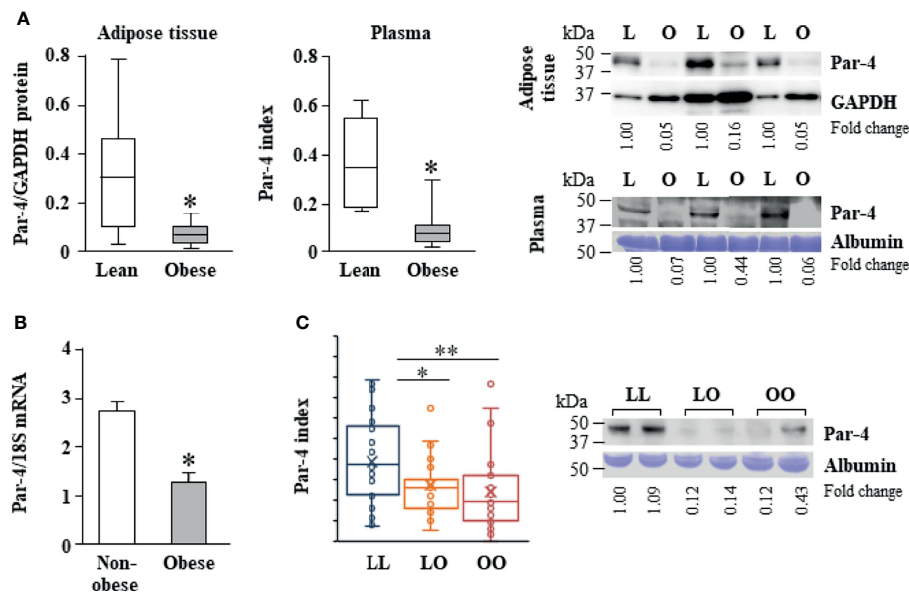 A
Adipose tissue
Par-4/GAPDH protein
0.8
0.6
0.4
0.2
0
*
Lean Obese
Plasma
Par-4 index
0.8
0.6
0.4
0.2
0
*
Lean Obese
Adipose tissue
kDa L O L O L O
50
37
Par-4
37
GAPDH
1.00 0.05 1.00 0.16 1.00 0.05 Fold change
Plasma
kDa L O L O L O
50
37
Par-4
50
Albumin
1.00 0.07 1.00 0.44 1.00 0.06 Fold change
B
Par-4/18S mRNA
4
3
2
1
0
*
Non-obese Obese
C
Par-4 index
**
*
LL LO OO
LL LO OO
kDa
50
37
Par-4
50
Albumin
1.00 1.09 0.12 0.14 0.12 0.43 Fold change